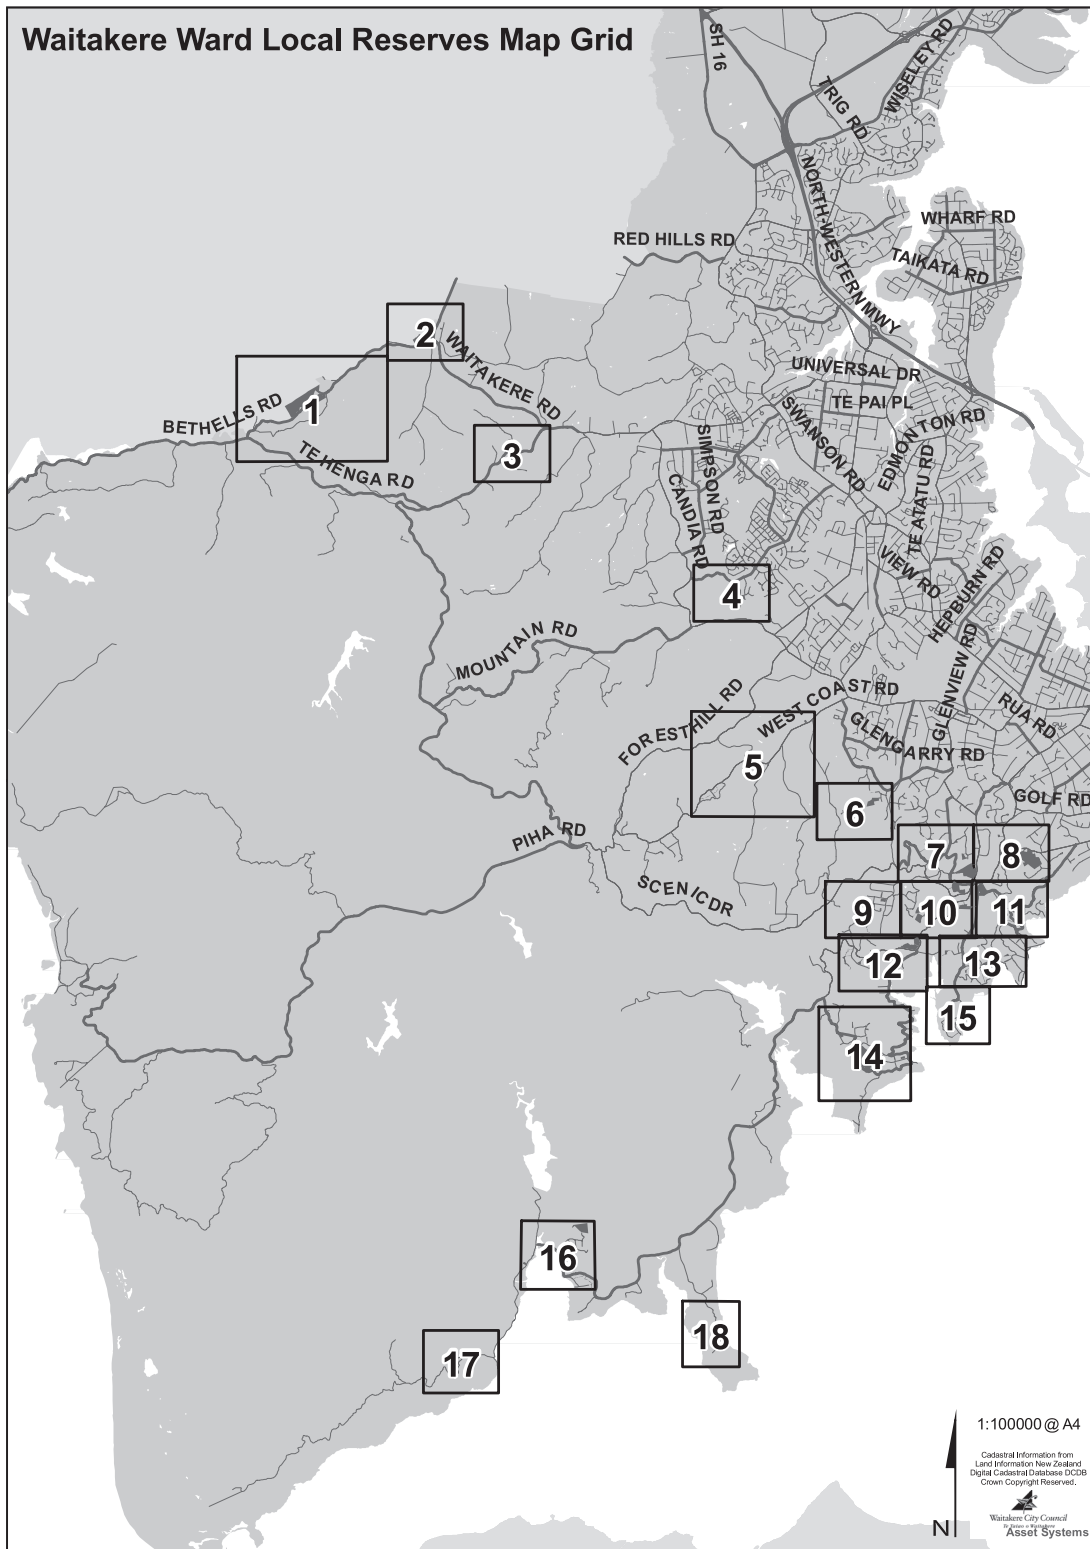 Waitakere Ward Local Reserves Map Grid
SH 16
TRIG RD
WISELEY RD
NORTH-WESTERN MWY
WHARF RD
TAIKATA RD
RED HILLS RD
2
WAITAKERE RD
UNIVERSAL DR
TE PAI PL
EDMONTON RD
SWANSON RD
TE ATATU RD
1
BETHELLS RD
SIMPSON RD
CANDIA RD
3
TE HENGA RD
VIEW RD
HEPBURN RD
4
MOUNTAIN RD
GLENVIEW RD
RUA RD
WEST COAST RD
FORESTHILL RD
GLENGARRY RD
5
GOLF RD
6
PIHA RD
7
8
SCENIC DR
9
10
11
12
13
15
14
16
18
17
1:100000 @ A4
Cadastral Information from
Land Information New Zealand
Digital Cadastral Database DCDB
Crown Copyright Reserved.
N
Waitakere City Council
Te Taiao o Waitakere
Asset Systems